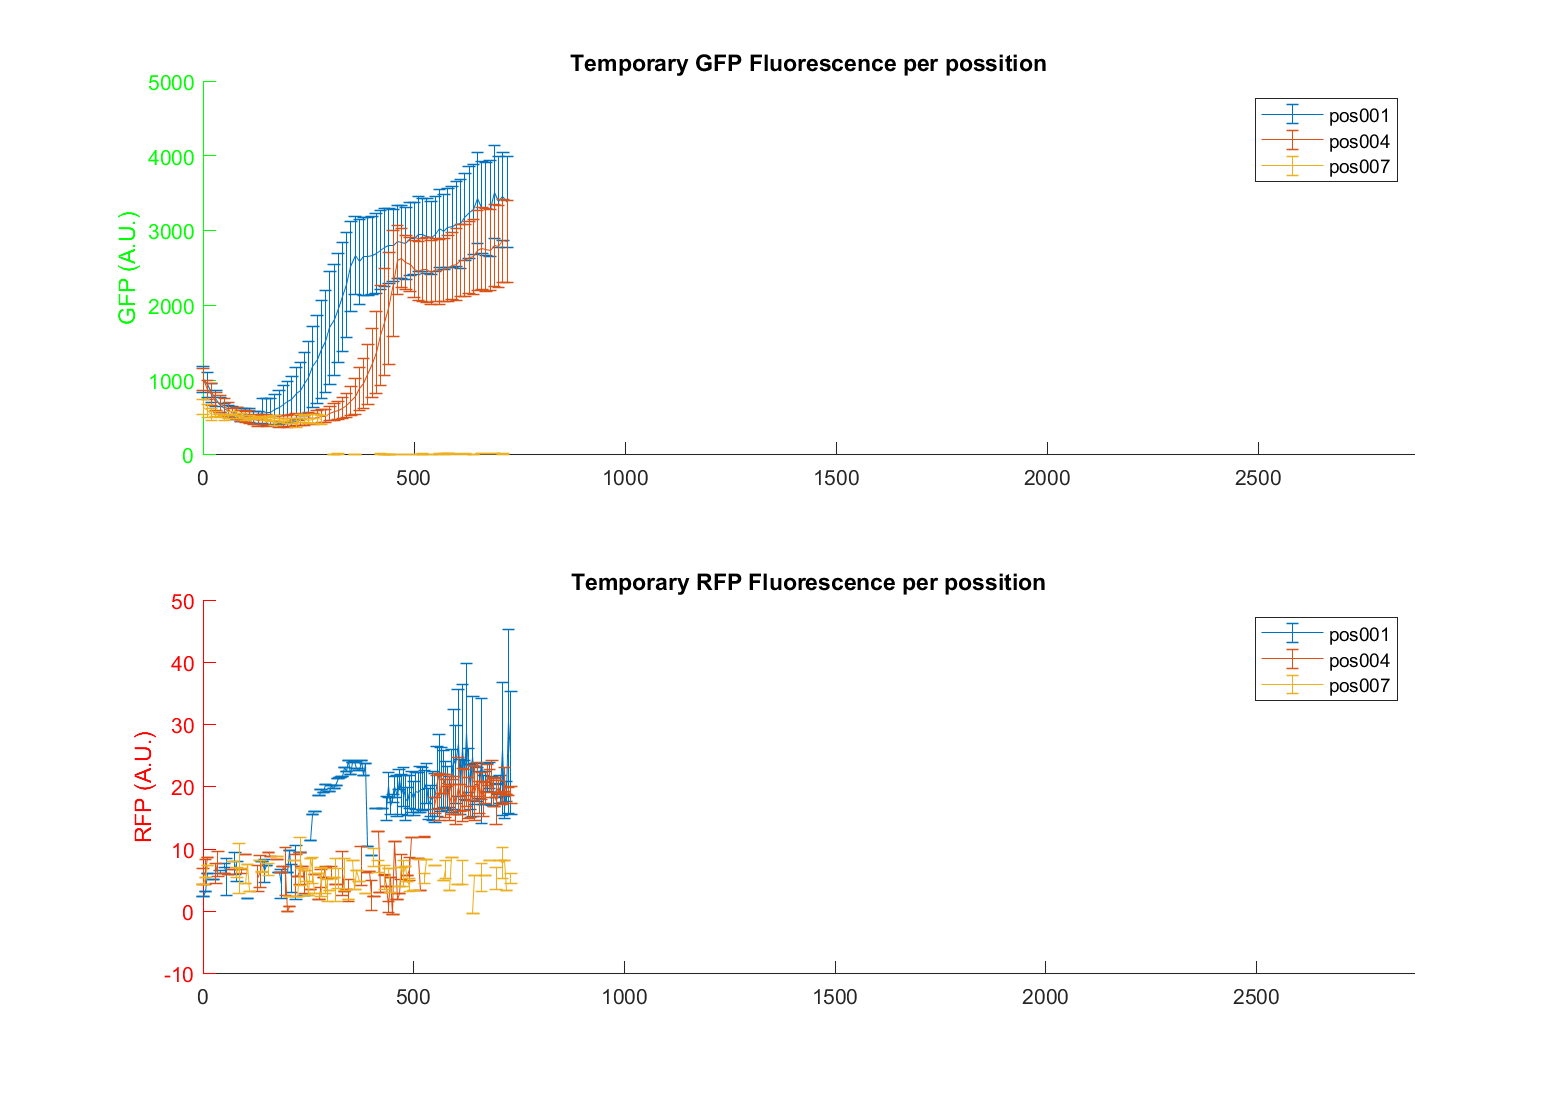 Temporary GFP Fluorescence per possition
5000
4000
3000
2000
1000
0
GFP (A.U.)
pos001
pos004
pos007
0 500 1000 1500 2000 2500
Temporary RFP Fluorescence per possition
50
40
30
20
10
0
-10
RFP (A.U.)
pos001
pos004
pos007
0 500 1000 1500 2000 2500